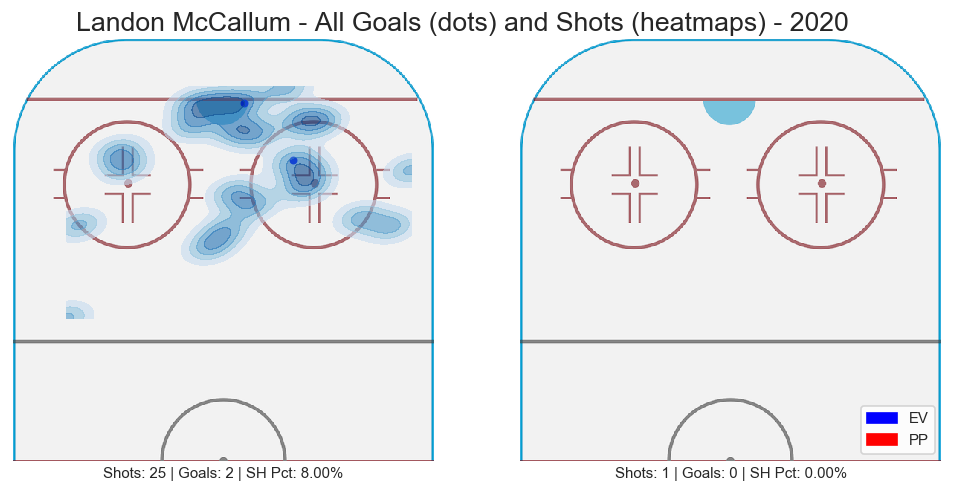 Landon McCallum - All Goals (dots) and Shots (heatmaps) - 2020
EV
PP
Shots: 25 | Goals: 2 | SH Pct: 8.00%
Shots: 1 | Goals: 0 | SH Pct: 0.00%